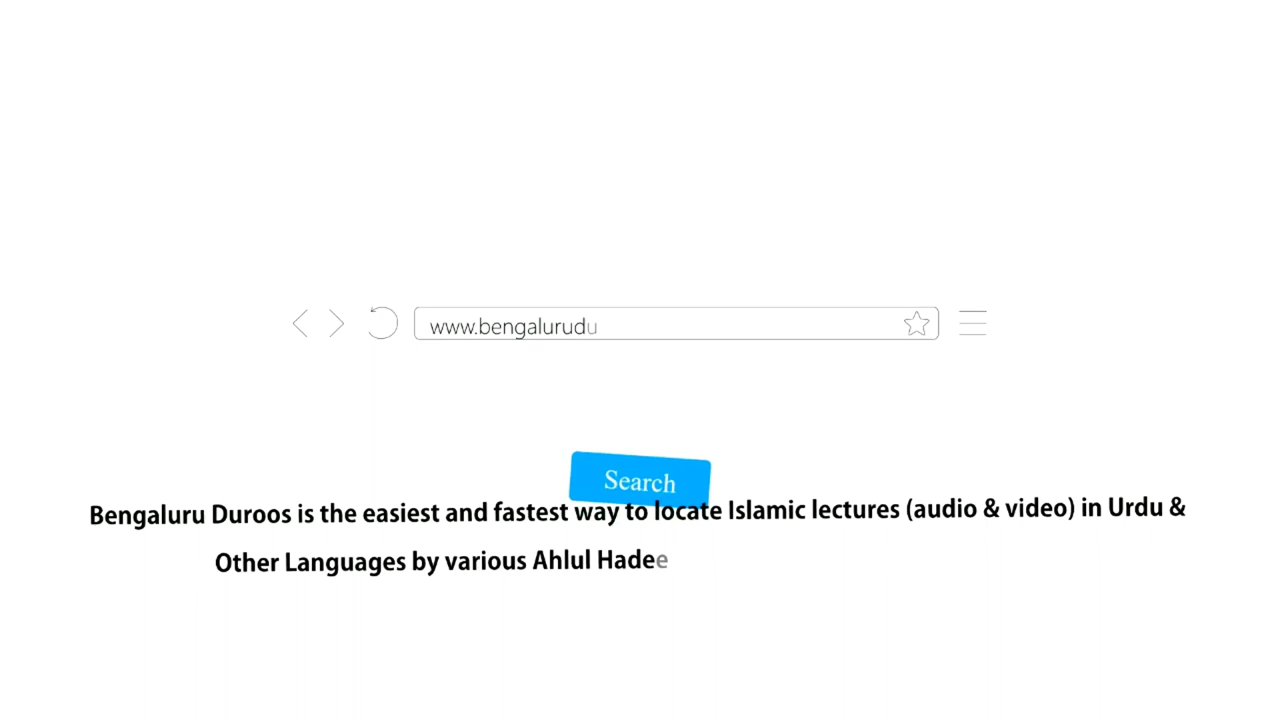 www.bengalurudu
Search
Bengaluru Duroos is the easiest and fastest way to locate Islamic lectures (audio & video) in Urdu &
Other Languages by various Ahlul Hadee